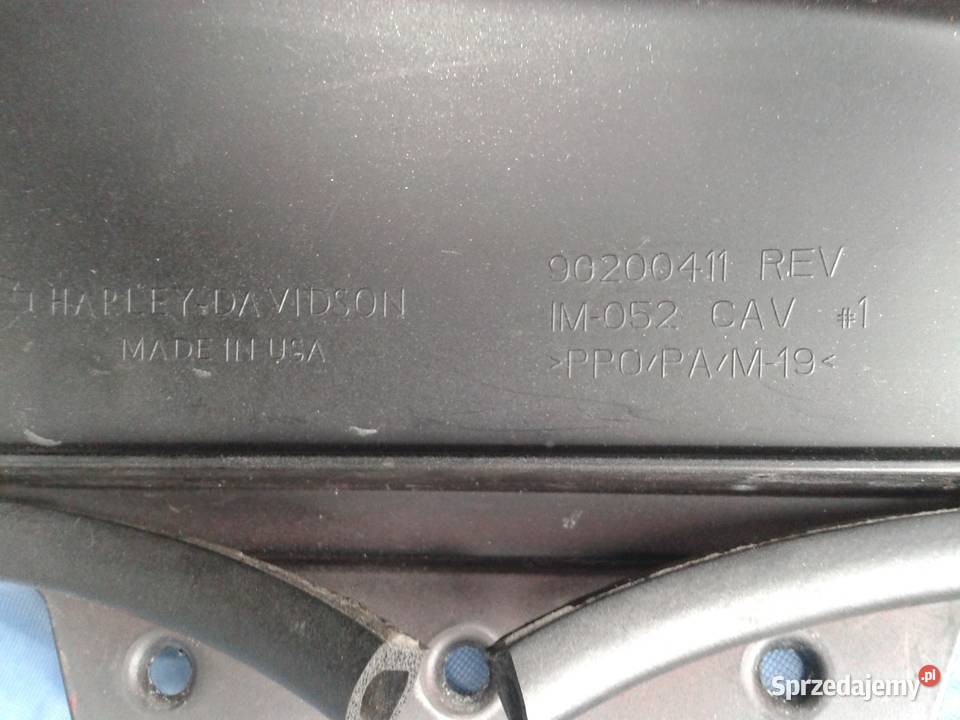 HARLEY-DAVIDSON
MADE IN USA
90200411 REV
IM-052 CAV #1
>PPO/PA/M-19<
Sprzedajemy.pl